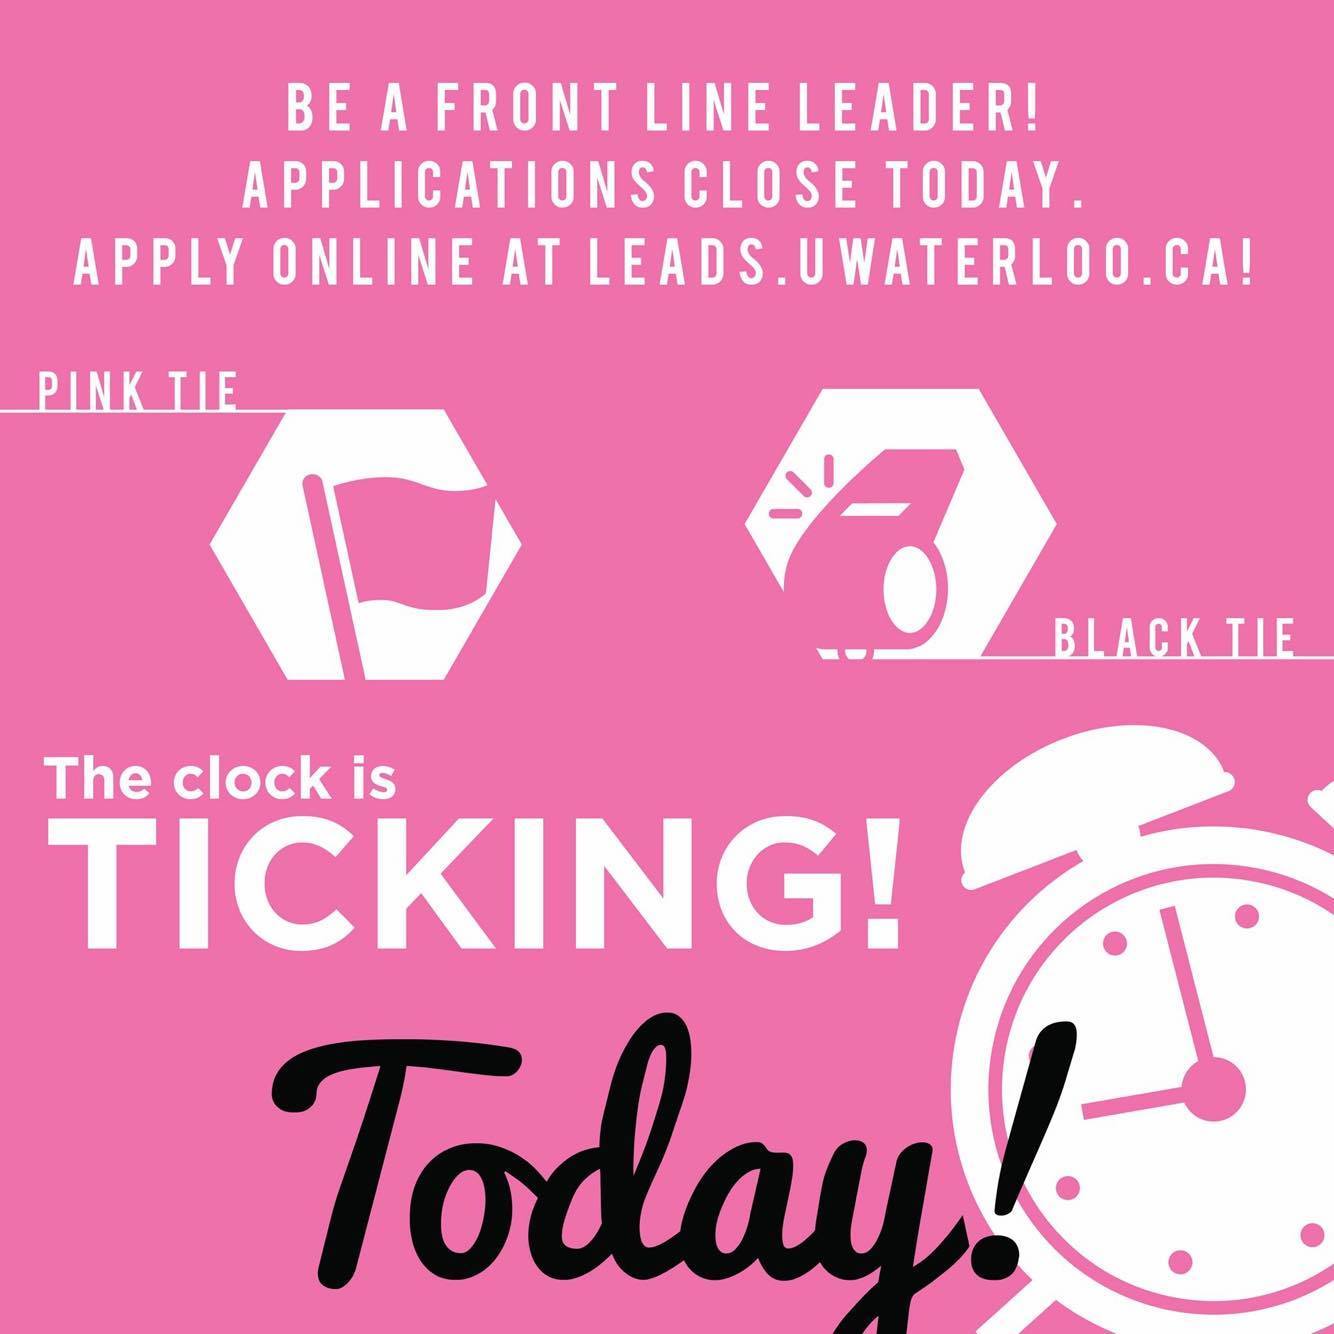 BE A FRONT LINE LEADER!
APPLICATIONS CLOSE TODAY.
APPLY ONLINE AT LEADS.UWATERLOO.CA!
PINK TIE
BLACK TIE
The clock is
TICKING!
Today!